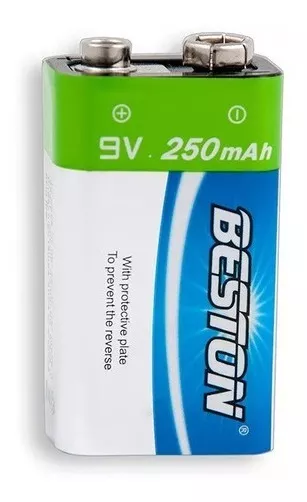 9V . 250mAh
BESTON®
With protective plate
To prevent the reverse